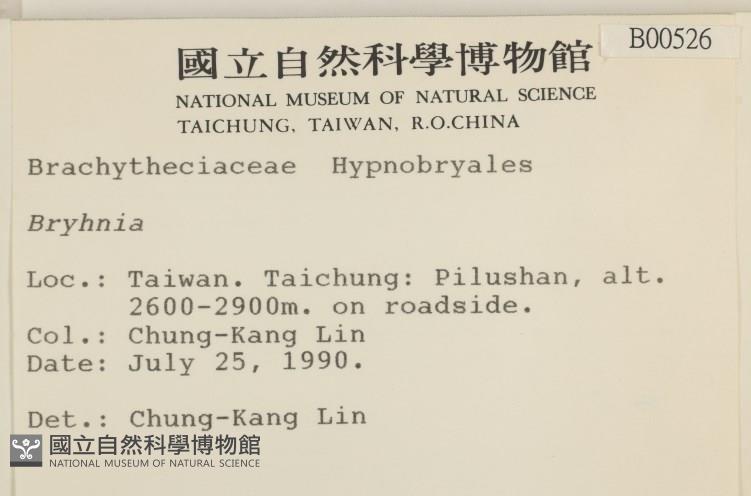 B00526
國立自然科學博物館
NATIONAL MUSEUM OF NATURAL SCIENCE
TAICHUNG, TAIWAN, R.O.CHINA
Brachytheciaceae Hypnobryales
Bryhnia
Loc.: Taiwan. Taichung: Pilushan, alt.
2600-2900m. on roadside.
Col.: Chung-Kang Lin
Date: July 25, 1990.
Det.: Chung-Kang Lin
國立自然科學博物館
NATIONAL MUSEUM OF NATURAL SCIENCE